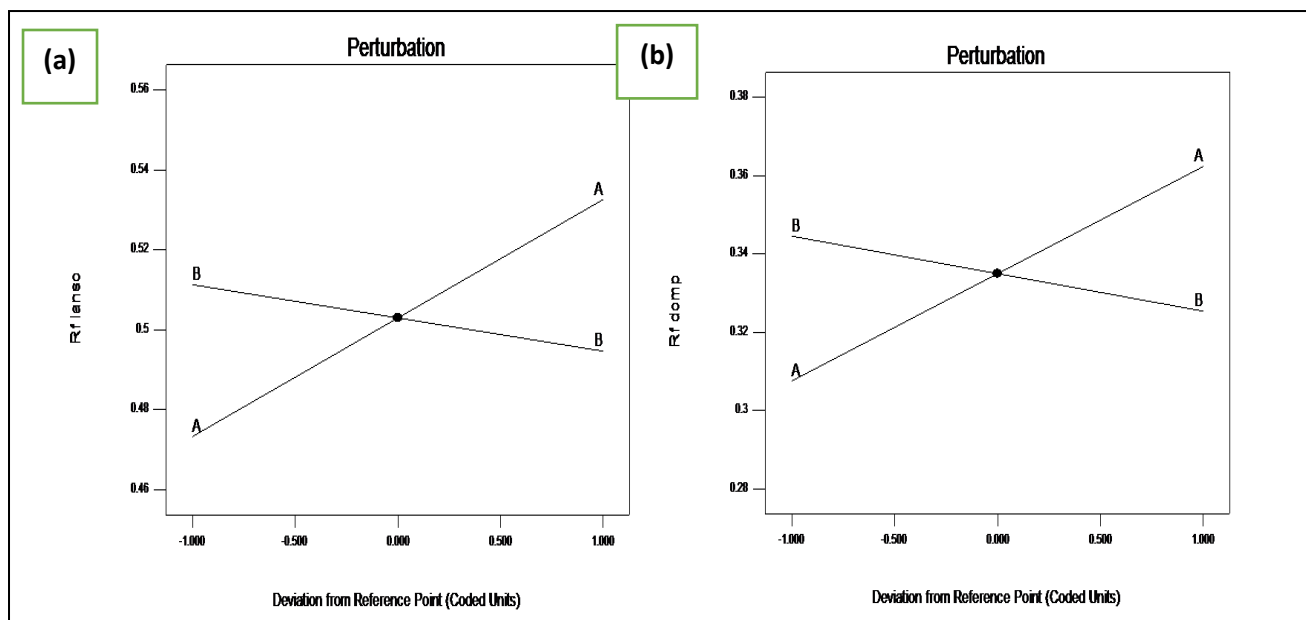 (a)
Perturbation
0.56
0.54
0.52
0.5
0.48
0.46
Rf lanso
A
B
B
A
-1.000
-0.500
0.000
0.500
1.000
Deviation from Reference Point (Coded Units)
(b)
Perturbation
0.38
0.36
0.34
0.32
0.3
0.28
Rf domp
A
B
B
A
-1.000
-0.500
0.000
0.500
1.000
Deviation from Reference Point (Coded Units)